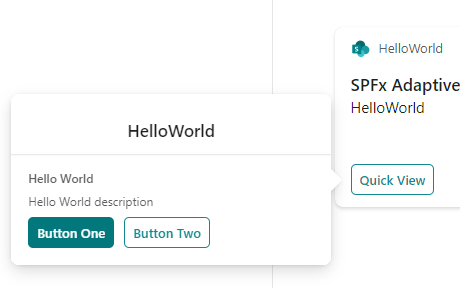 HelloWorld
SPFx Adaptive
HelloWorld
Quick View
HelloWorld
Hello World
Hello World description
Button One
Button Two